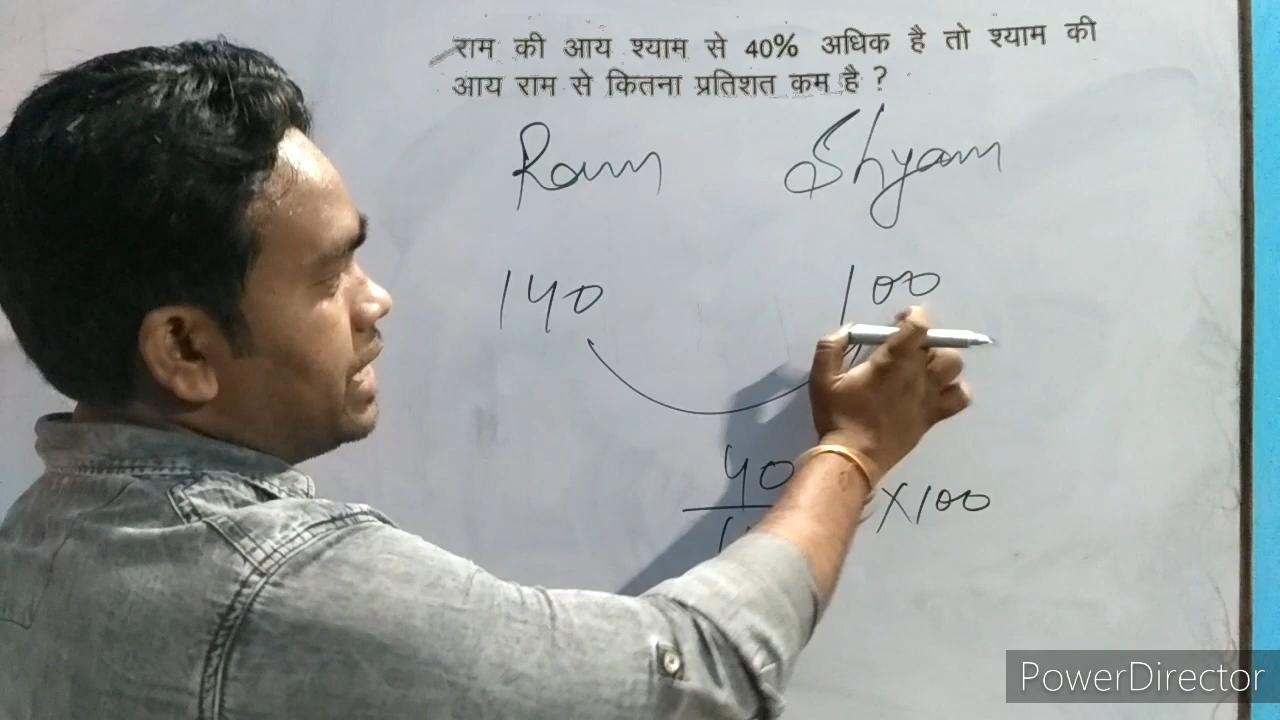 राम की आय श्याम से 40% अधिक है तो श्याम की
आय राम से कितना प्रतिशत कम है ?
Ram Shyam
140 100
40
×100
PowerDirector